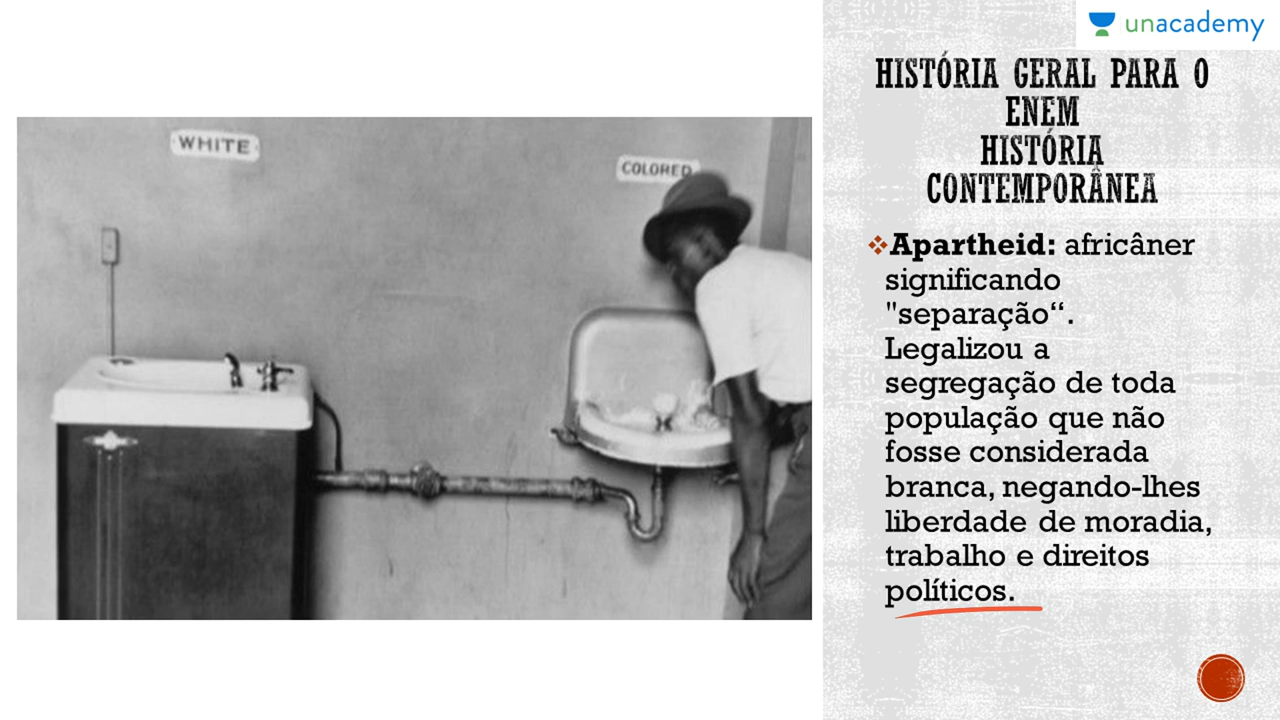 unacademy
HISTÓRIA GERAL PARA O
ENEM
HISTÓRIA
CONTEMPORÂNEA
WHITE
COLORED
Apartheid: africâner
significando
"separação“.
Legalizou a
segregação de toda
população que não
fosse considerada
branca, negando-lhes
liberdade de moradia,
trabalho e direitos
políticos.